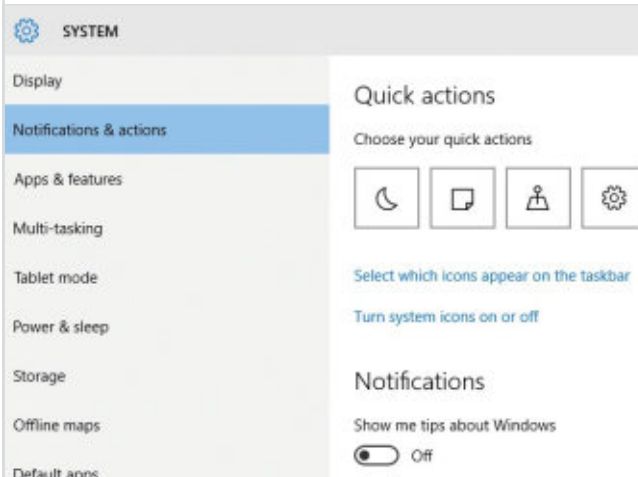 SYSTEM
Display
Notifications & actions
Apps & features
Multi-tasking
Tablet mode
Power & sleep
Storage
Offline maps
Default apps
Quick actions
Choose your quick actions
Select which icons appear on the taskbar
Turn system icons on or off
Notifications
Show me tips about Windows
Off